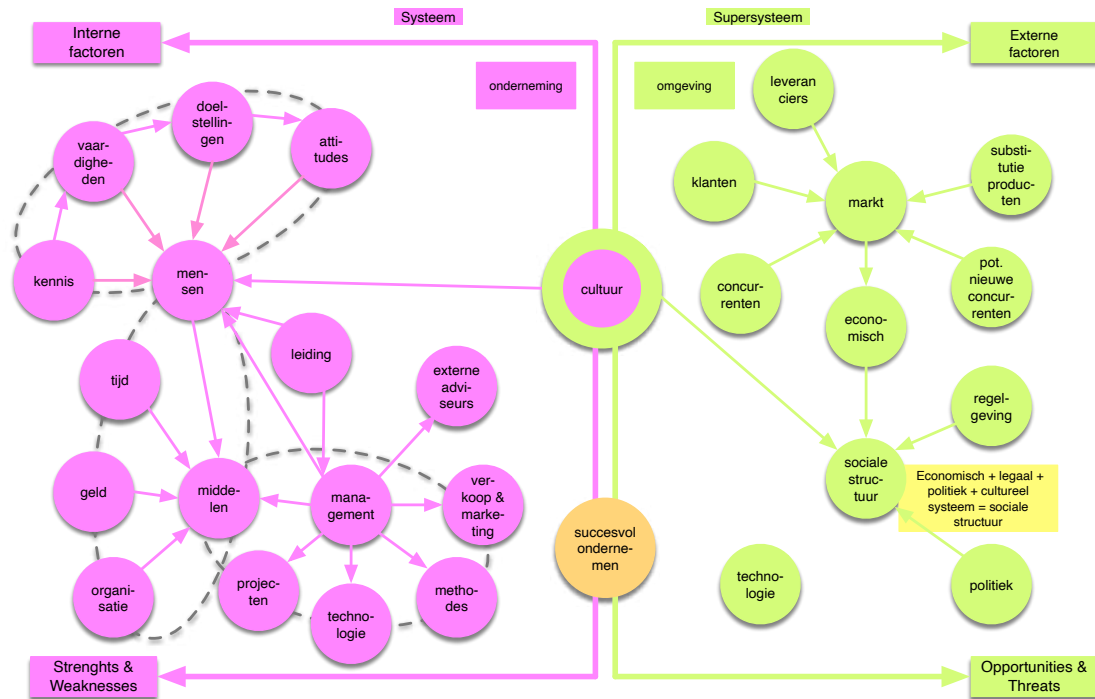 Systeem
Supersysteem
Interne
factoren
Externe
factoren
onderneming
omgeving
leveran
ciers
doel-
stellingen
vaar-
dighe-
den
atti-
tudes
klanten
substi-
tutie
produc-
ten
markt
kennis
men-
sen
cultuur
concur-
renten
pot.
nieuwe
concur-
renten
econo-
misch
leiding
tijd
externe
advi-
seurs
regel-
geving
geld
midde-
len
mana-
gement
ver-
koop &
marke-
ting
sociale
struc-
tuur
Economisch + legaal +
politiek + cultureel
systeem = sociale
structuur
succesvol
onderne-
men
organi-
satie
projec-
ten
techno-
logie
metho-
des
techno-
logie
politiek
Strenghts &
Weaknesses
Opportunities &
Threats